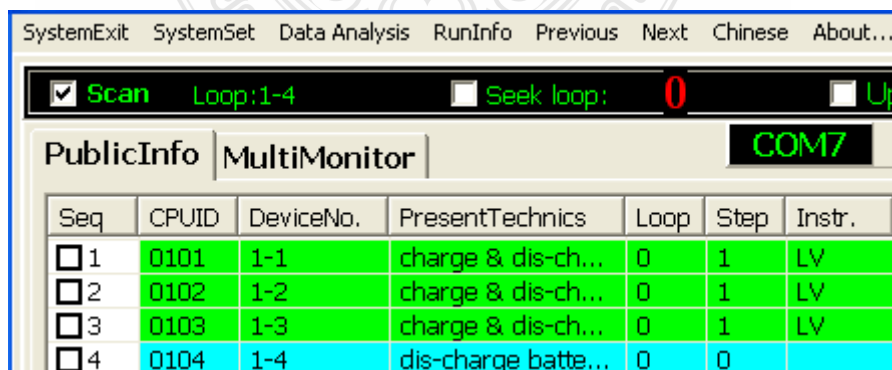 SystemExit SystemSet Data Analysis RunInfo Previous Next Chinese About...
Scan Loop:1-4 Seek loop: 0
PublicInfo MultiMonitor COM7
Seq CPUID DeviceNo. PresentTechnics Loop Step Instr.
1 0101 1-1 charge & dis-ch... 0 1 LV
2 0102 1-2 charge & dis-ch... 0 1 LV
3 0103 1-3 charge & dis-ch... 0 1 LV
4 0104 1-4 dis-charge batte... 0 0